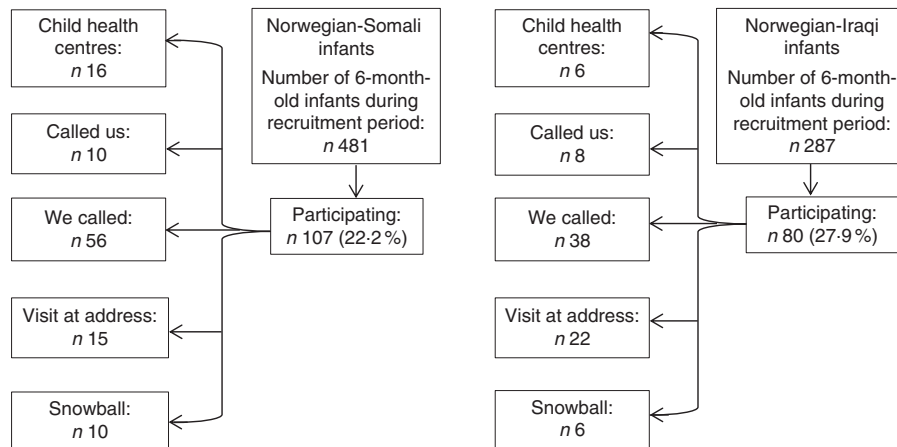 Child health
centres:
n 16
Called us:
n 10
We called:
n 56
Visit at address:
n 15
Snowball:
n 10
Norwegian-Somali
infants
Number of 6-month-
old infants during
recruitment period:
n 481
Participating:
n 107 (22·2 %)
Child health
centres:
n 6
Called us:
n 8
We called:
n 38
Visit at address:
n 22
Snowball:
n 6
Norwegian-Iraqi
infants
Number of 6-month-
old infants during
recruitment period:
n 287
Participating:
n 80 (27·9 %)